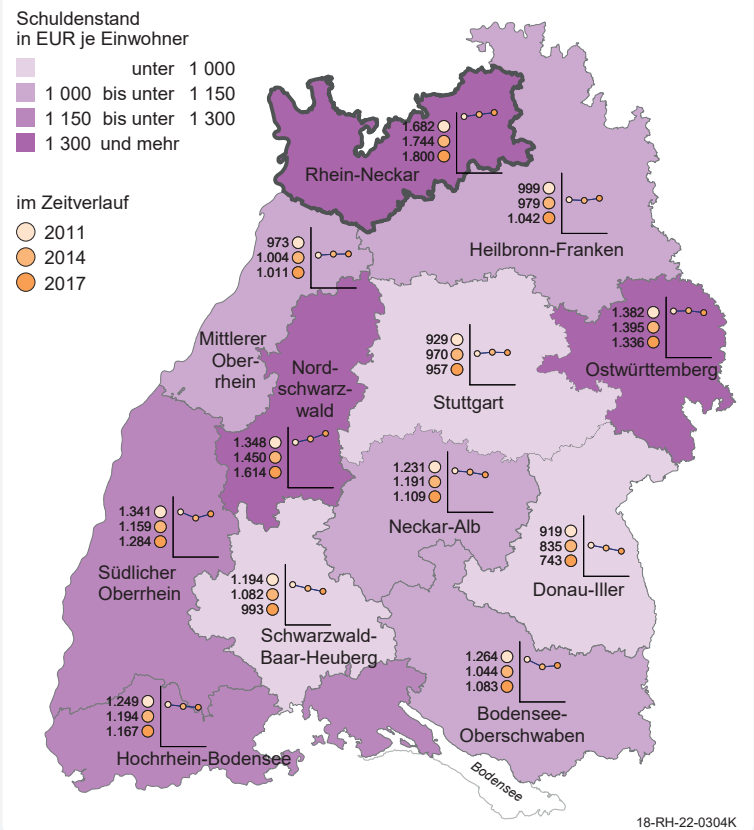 Schuldenstand
in EUR je Einwohner
unter 1 000
1 000 bis unter 1 150
1 150 bis unter 1 300
1 300 und mehr
im Zeitverlauf
2011
2014
2017
1.682
1.744
1.800
Rhein-Neckar
999
979
1.042
Heilbronn-Franken
973
1.004
1.011
Mittlerer
Ober-
rhein
Nord-
schwarz-
wald
1.348
1.450
1.614
929
970
957
Stuttgart
1.382
1.395
1.336
Ostwürttemberg
1.231
1.191
1.109
Neckar-Alb
1.341
1.159
1.284
Südlicher
Oberrhein
919
835
743
Donau-Iller
1.194
1.082
993
Schwarzwald-
Baar-Heuberg
1.264
1.044
1.083
Bodensee-
Oberschwaben
1.249
1.194
1.167
Hochrhein-Bodensee
Bodensee
18-RH-22-0304K